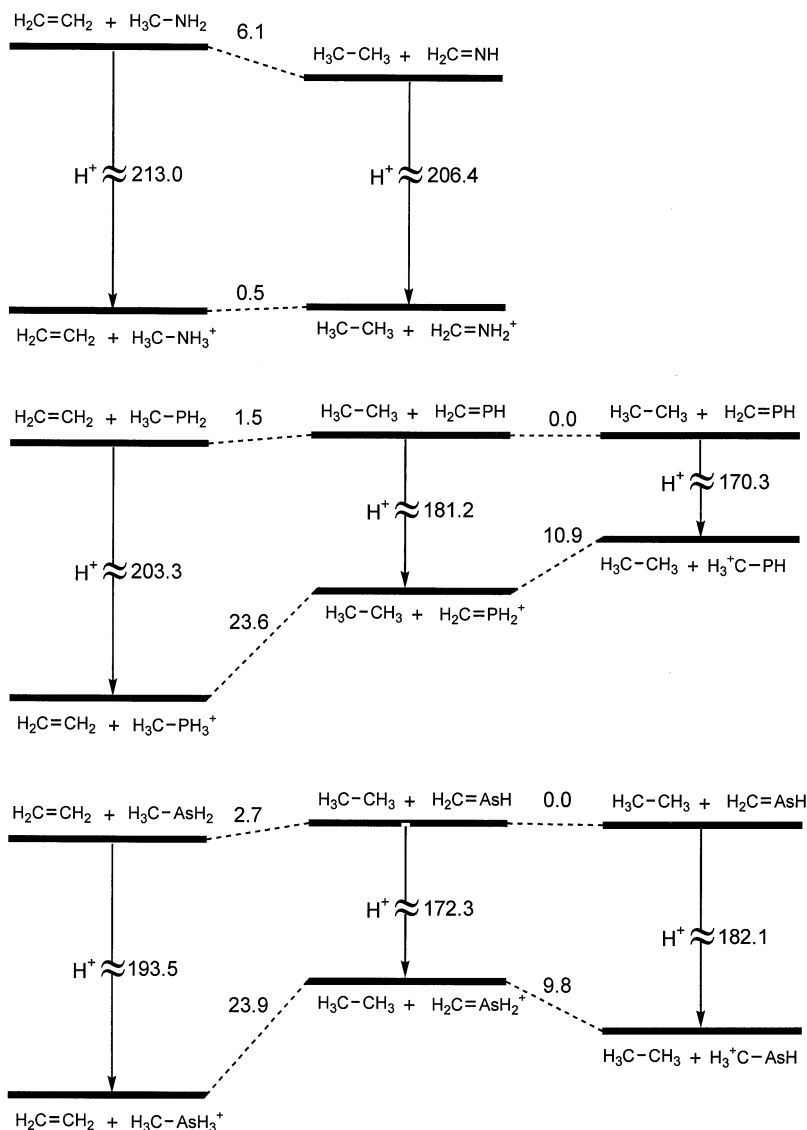 H₂C=CH₂ + H₃C−NH₂
6.1
H₃C−CH₃ + H₂C=NH
H⁺ 213.0
H⁺ 206.4
0.5
H₂C=CH₂ + H₃C−NH₃⁺
H₃C−CH₃ + H₂C=NH₂⁺
H₂C=CH₂ + H₃C−PH₂
1.5
H₃C−CH₃ + H₂C=PH
0.0
H₃C−CH₃ + H₂C=PH
H⁺ 203.3
H⁺ 181.2
H⁺ 170.3
10.9
H₃C−CH₃ + H₃⁺C−PH
23.6
H₃C−CH₃ + H₂C=PH₂⁺
H₂C=CH₂ + H₃C−PH₃⁺
H₂C=CH₂ + H₃C−AsH₂
2.7
H₃C−CH₃ + H₂C=AsH
0.0
H₃C−CH₃ + H₂C=AsH
H⁺ 193.5
H⁺ 172.3
H⁺ 182.1
23.9
H₃C−CH₃ + H₂C=AsH₂⁺
9.8
H₃C−CH₃ + H₃⁺C−AsH
H₂C=CH₂ + H₃C−AsH₃⁺